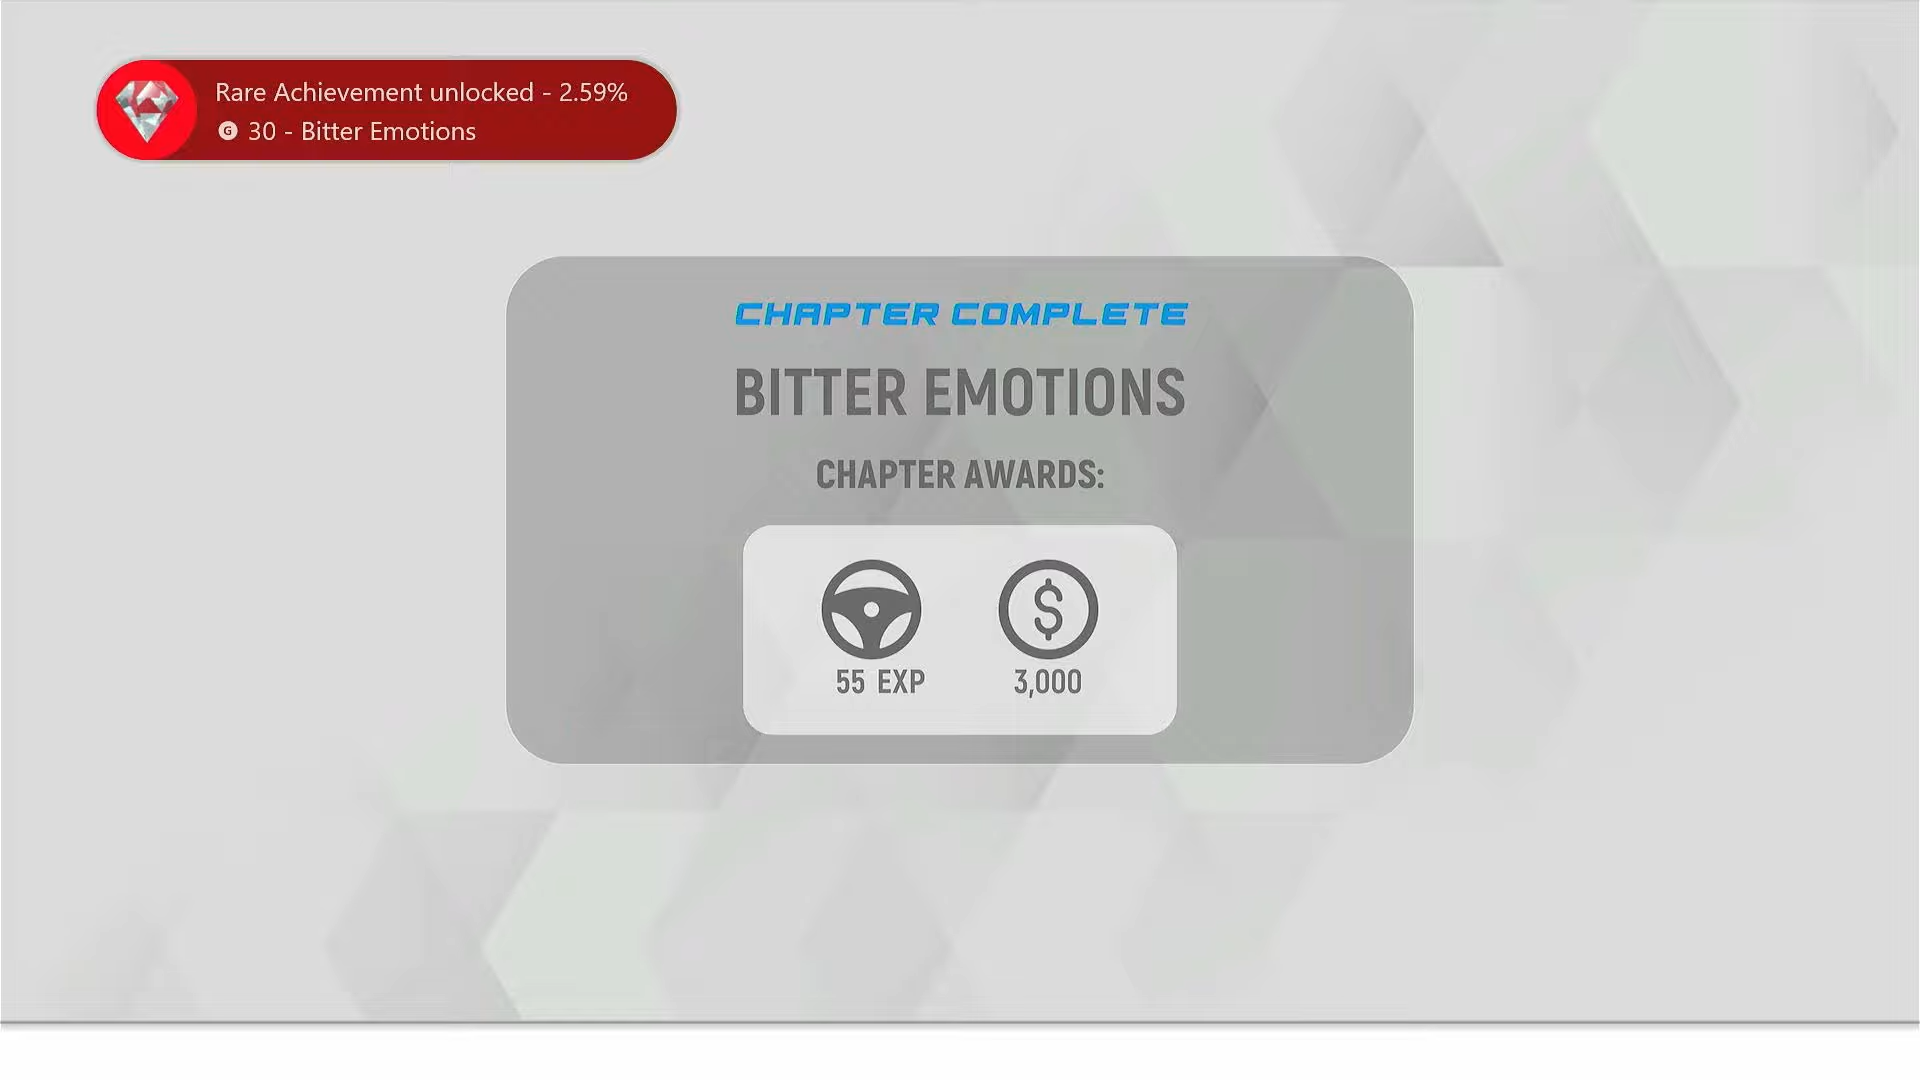 Rare Achievement unlocked - 2.59%
G 30 - Bitter Emotions
CHAPTER COMPLETE
BITTER EMOTIONS
CHAPTER AWARDS:
$
55 EXP 3,000